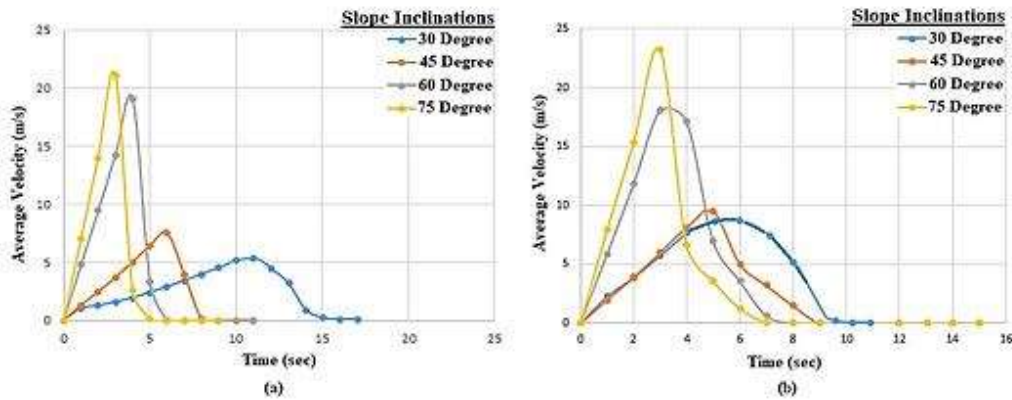 Slope Inclinations
30 Degree
45 Degree
60 Degree
75 Degree
Average Velocity (m/s)
25
20
15
10
5
0
0 5 10 15 20 25
Time (sec)
(a)
Slope Inclinations
30 Degree
45 Degree
60 Degree
75 Degree
Average Velocity (m/s)
25
20
15
10
5
0
0 2 4 6 8 10 12 14 16
Time (sec)
(b)